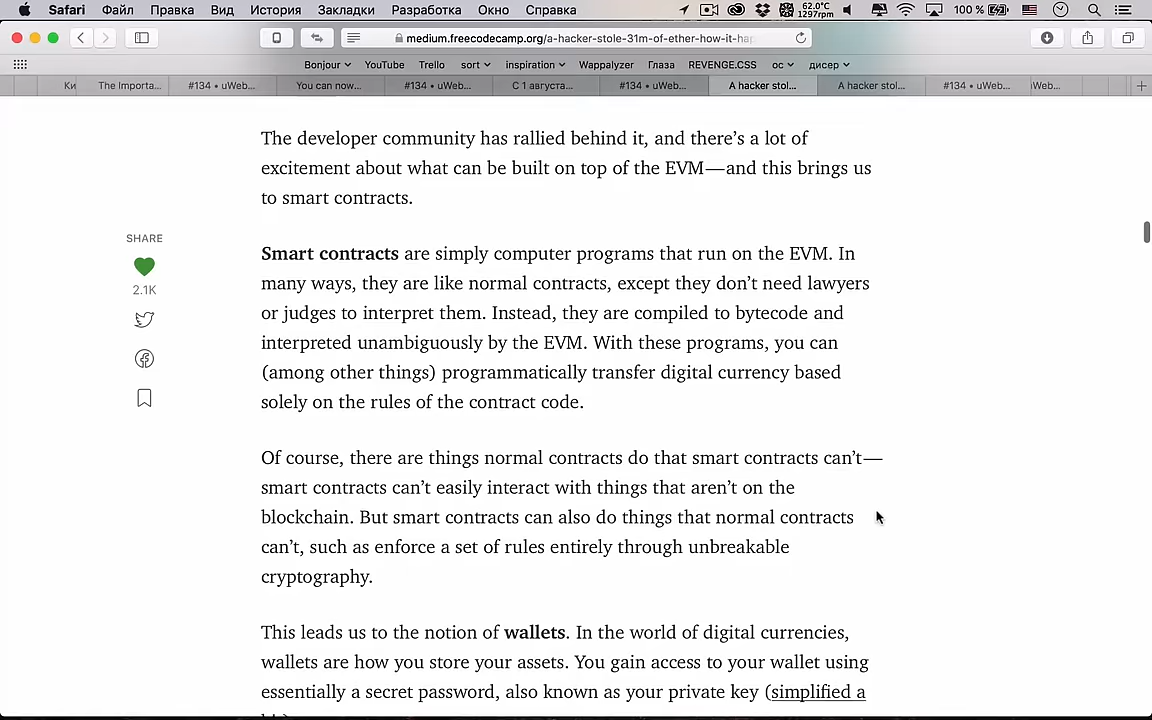 Safari Файл Правка Вид История Закладки Разработка Окно Справка 62.0°C 1297rpm 100 %
medium.freecodecamp.org/a-hacker-stole-31m-of-ether-how-it-hap
Bonjour YouTube Trello sort inspiration Wappalyzer Глаза REVENGE.CSS ос дисер
Ки The Importa... #134 • uWeb... You can now... #134 • uWeb... С 1 августа... #134 • uWeb... A hacker stol... A hacker stol... #134 • uWeb... iWeb...
The developer community has rallied behind it, and there’s a lot of
excitement about what can be built on top of the EVM—and this brings us
to smart contracts.
SHARE
2.1K
Smart contracts are simply computer programs that run on the EVM. In
many ways, they are like normal contracts, except they don’t need lawyers
or judges to interpret them. Instead, they are compiled to bytecode and
interpreted unambiguously by the EVM. With these programs, you can
(among other things) programmatically transfer digital currency based
solely on the rules of the contract code.
Of course, there are things normal contracts do that smart contracts can’t—
smart contracts can’t easily interact with things that aren’t on the
blockchain. But smart contracts can also do things that normal contracts
can’t, such as enforce a set of rules entirely through unbreakable
cryptography.
This leads us to the notion of wallets. In the world of digital currencies,
wallets are how you store your assets. You gain access to your wallet using
essentially a secret password, also known as your private key (simplified a